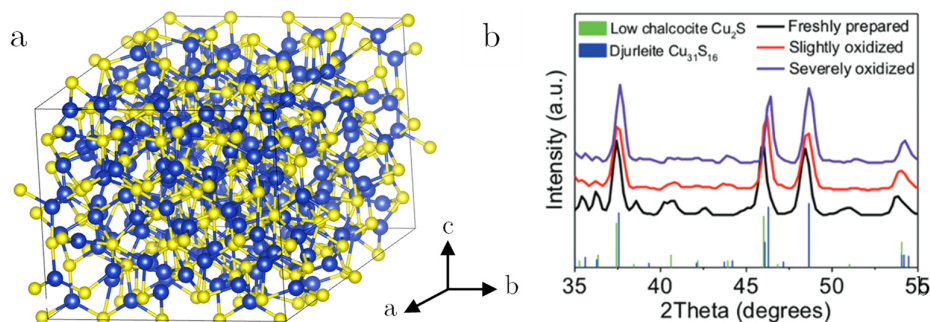 a
c
b
a
b
Low chalcocite Cu₂S
Djurleite Cu₃₁S₁₆
Freshly prepared
Slightly oxidized
Severely oxidized
Intensity (a.u.)
35 40 45 50 55
b
2Theta (degrees)